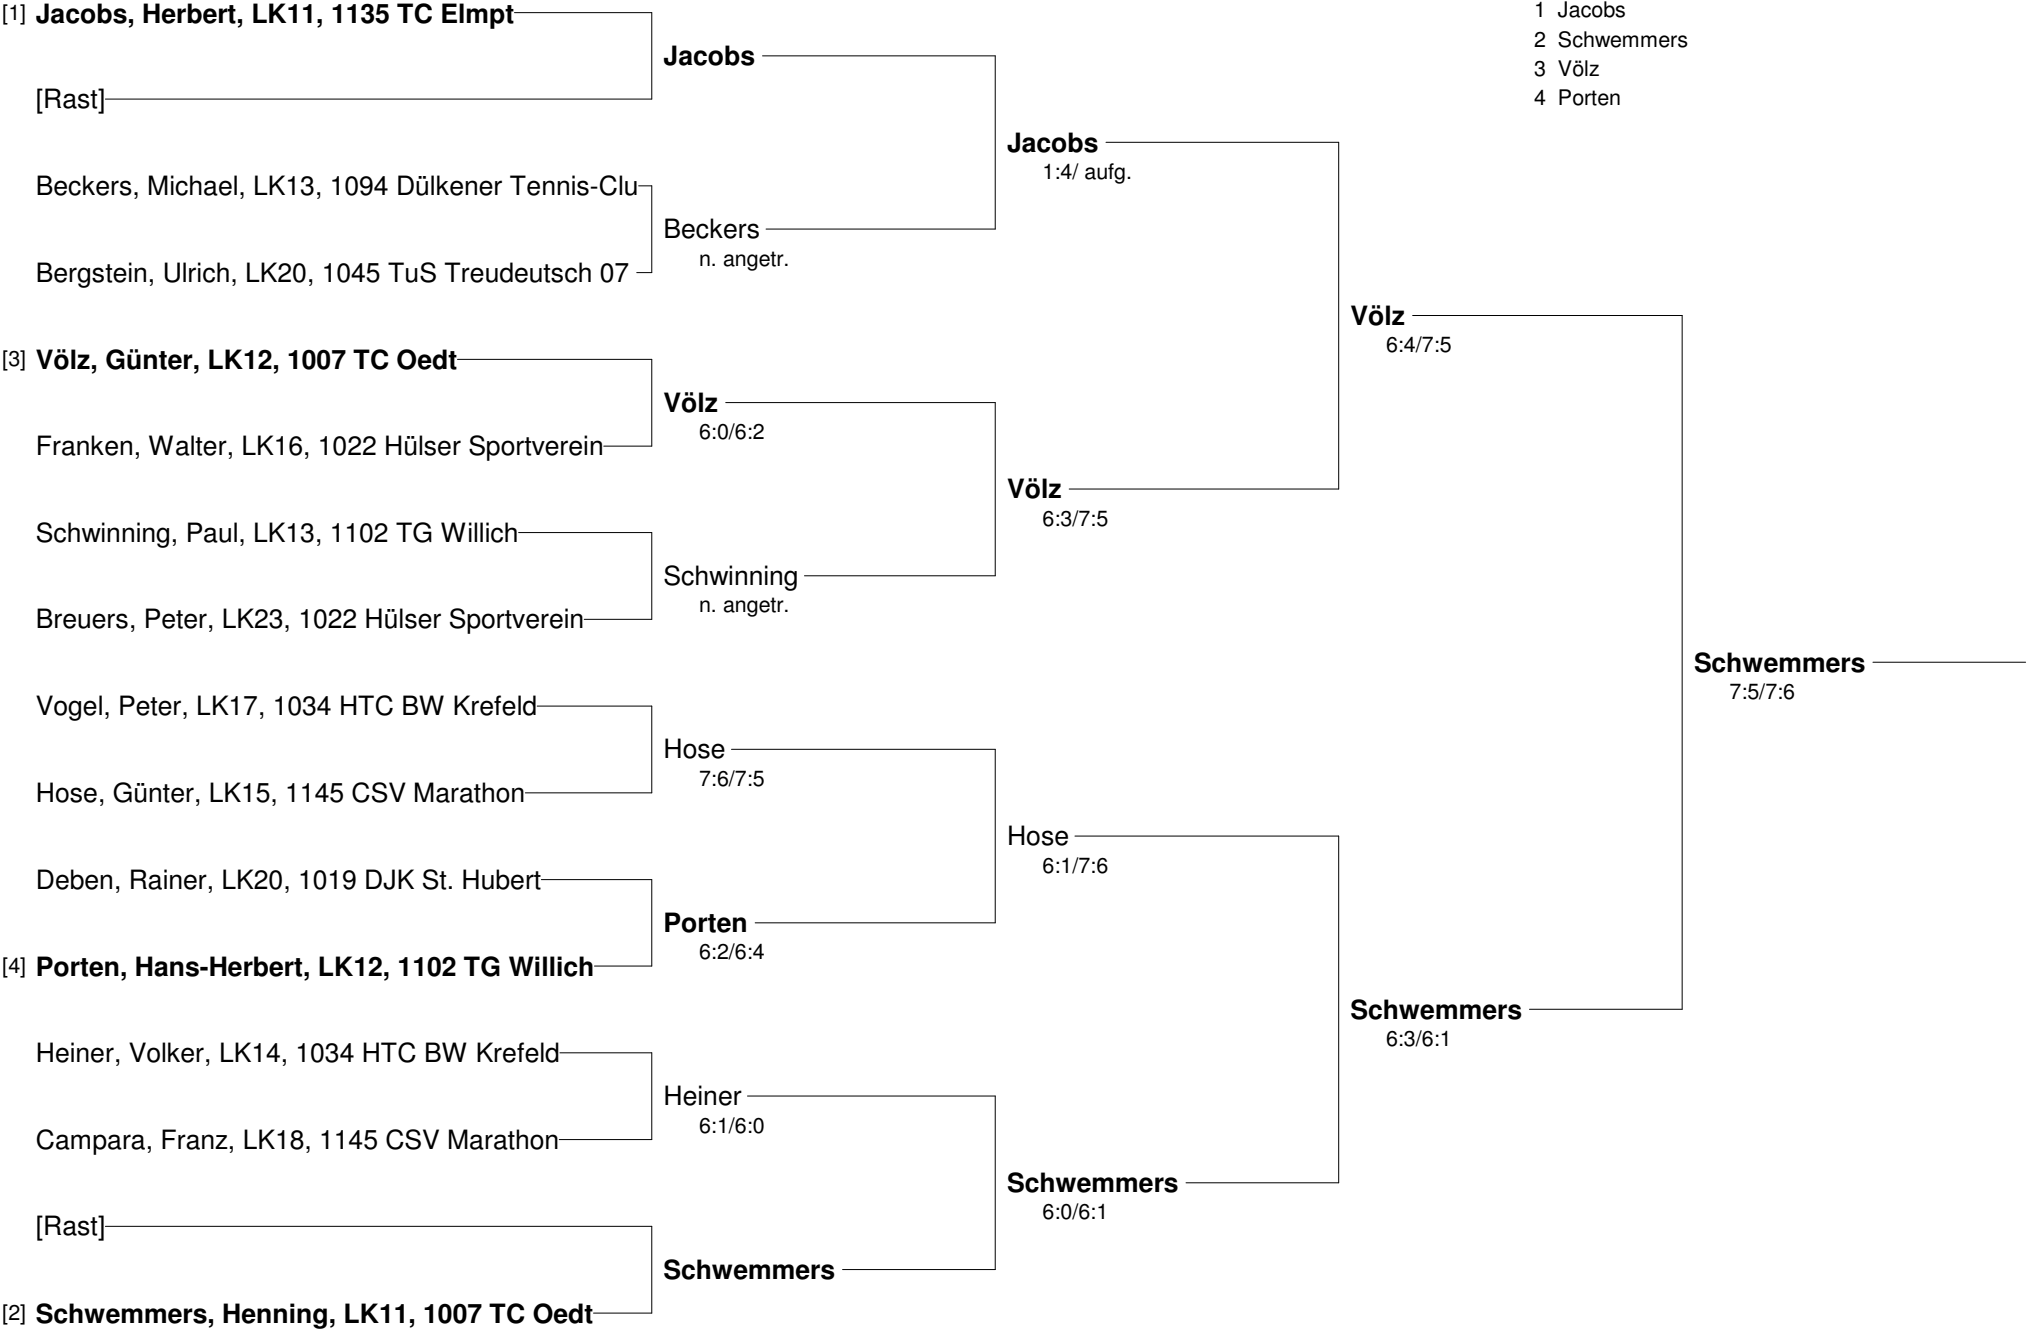 [1] Jacobs, Herbert, LK11, 1135 TC Elmpt
1 Jacobs
2 Schwemmers
3 Völz
4 Porten
Jacobs
[Rast]
Jacobs
1:4/ aufg.
Beckers, Michael, LK13, 1094 Dülkener Tennis-Clu
Beckers
n. angetr.
Bergstein, Ulrich, LK20, 1045 TuS Treudeutsch 07
Völz
6:4/7:5
[3] Völz, Günter, LK12, 1007 TC Oedt
Völz
6:0/6:2
Franken, Walter, LK16, 1022 Hülser Sportverein
Völz
6:3/7:5
Schwinning, Paul, LK13, 1102 TG Willich
Schwinning
n. angetr.
Breuers, Peter, LK23, 1022 Hülser Sportverein
Schwemmers
7:5/7:6
Vogel, Peter, LK17, 1034 HTC BW Krefeld
Hose
7:6/7:5
Hose, Günter, LK15, 1145 CSV Marathon
Hose
6:1/7:6
Deben, Rainer, LK20, 1019 DJK St. Hubert
Porten
6:2/6:4
[4] Porten, Hans-Herbert, LK12, 1102 TG Willich
Schwemmers
6:3/6:1
Heiner, Volker, LK14, 1034 HTC BW Krefeld
Heiner
6:1/6:0
Campara, Franz, LK18, 1145 CSV Marathon
Schwemmers
6:0/6:1
[Rast]
Schwemmers
[2] Schwemmers, Henning, LK11, 1007 TC Oedt